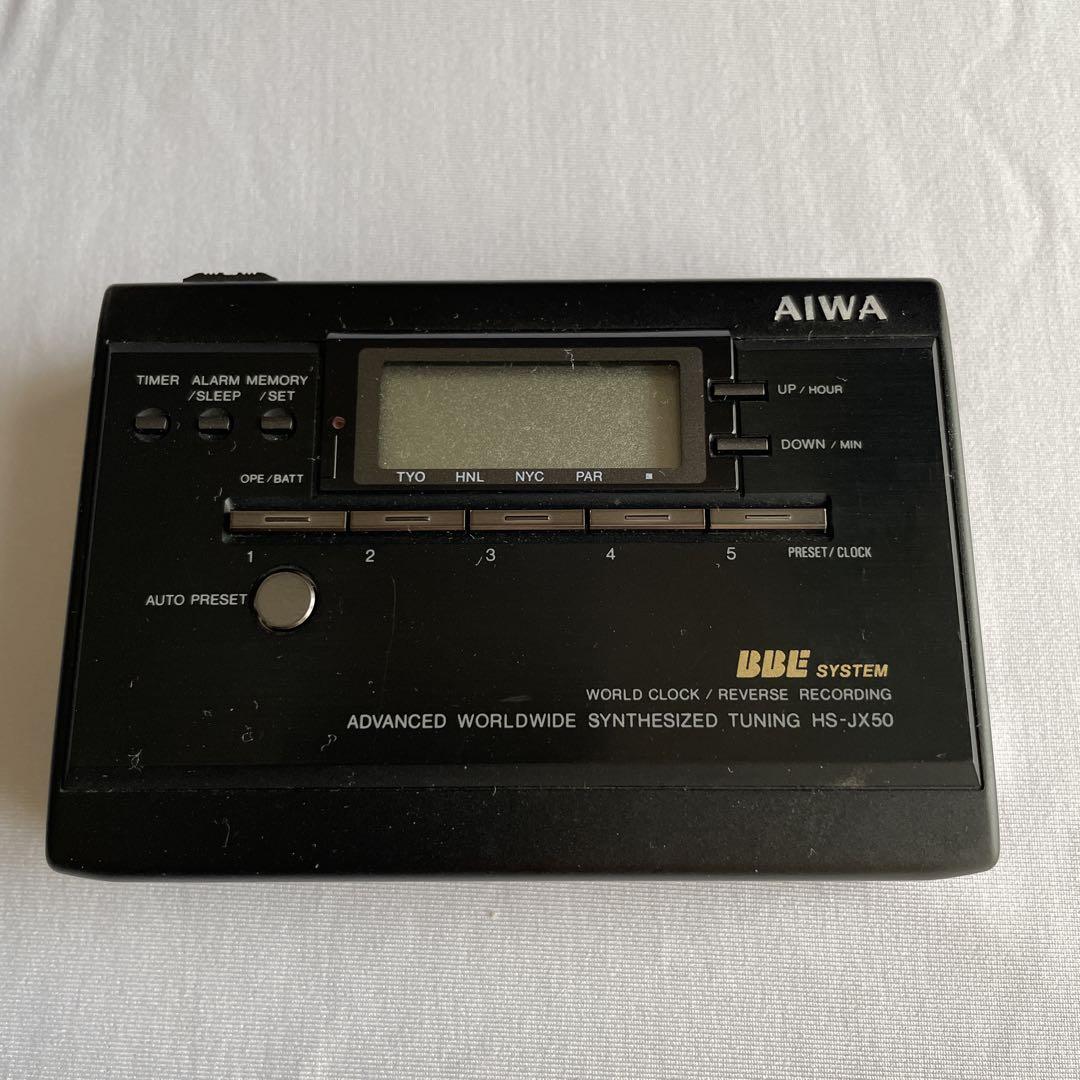 AIWA
TIMER ALARM MEMORY
/SLEEP /SET
UP / HOUR
DOWN / MIN
OPE / BATT
TYO HNL NYC PAR
1 2 3 4 5 PRESET / CLOCK
AUTO PRESET
BBE SYSTEM
WORLD CLOCK / REVERSE RECORDING
ADVANCED WORLDWIDE SYNTHESIZED TUNING HS-JX50